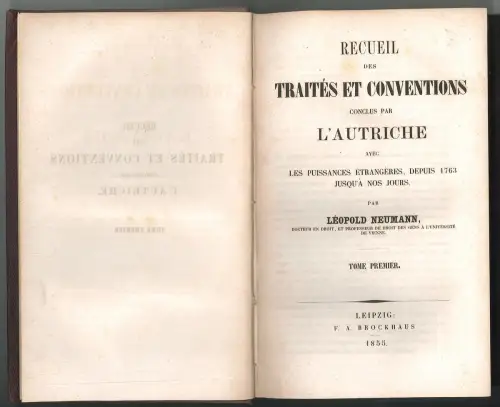 RECUEIL
DES
TRAITÉS ET CONVENTIONS
CONCLUS PAR
L'AUTRICHE
AVEC
LES PUISSANCES ETRANGÈRES, DEPUIS 1763
JUSQU'À NOS JOURS.
PAR
LÉOPOLD NEUMANN,
DOCTEUR EN DROIT, ET PROFESSEUR DE DROIT DES GENS À L'UNIVERSITÉ
DE VIENNE.
TOME PREMIER.
LEIPZIG:
F. A. BROCKHAUS
1855.